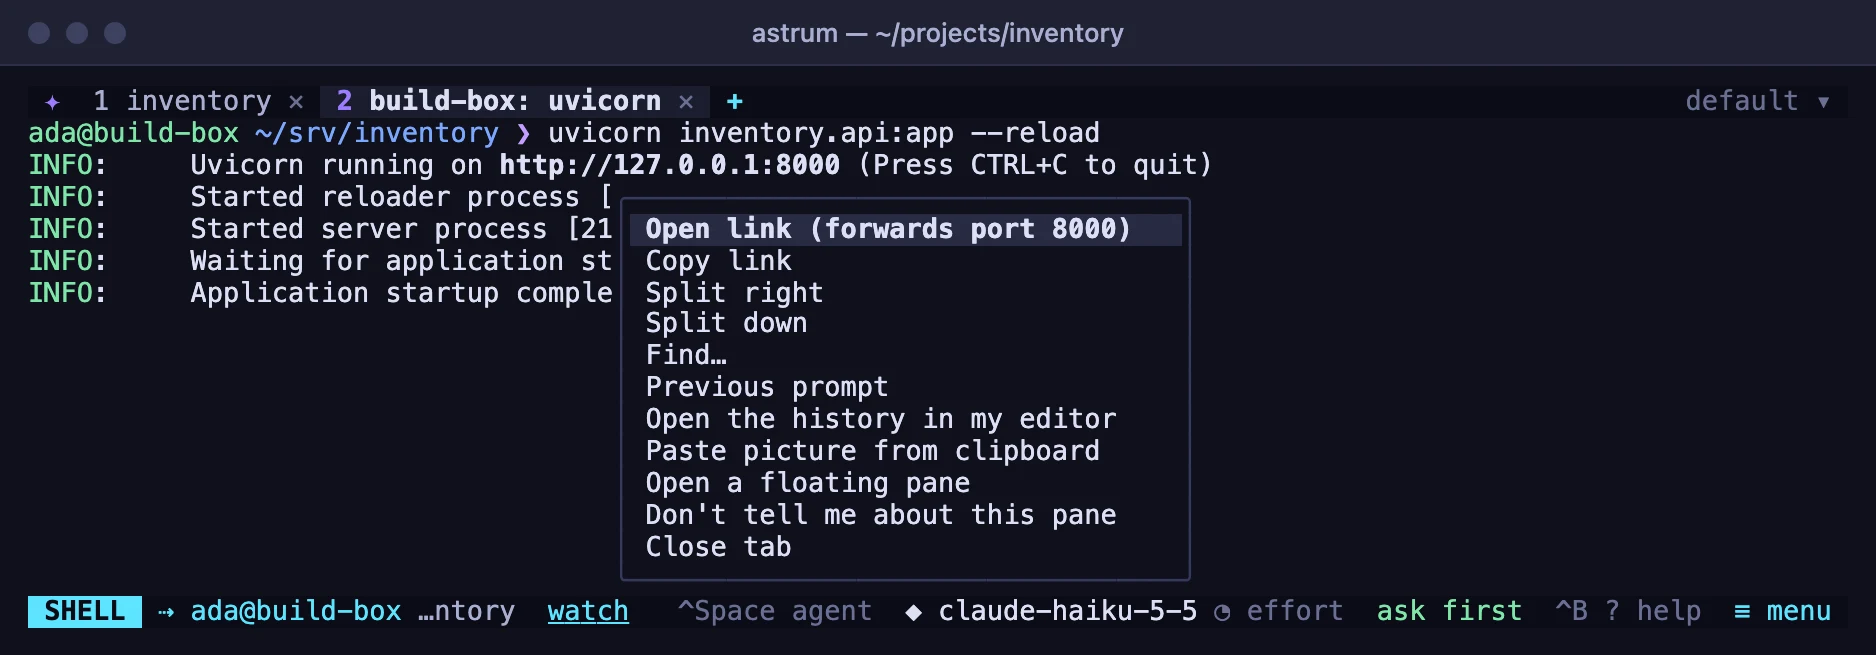 astrum — ~/projects/inventory
✦ 1 inventory × 2 build-box: uvicorn × + default ▾
ada@build-box ~/srv/inventory ❯ uvicorn inventory.api:app --reload
INFO: Uvicorn running on http://127.0.0.1:8000 (Press CTRL+C to quit)
INFO: Started reloader process [
INFO: Started server process [21
INFO: Waiting for application st
INFO: Application startup comple
Open link (forwards port 8000)
Copy link
Split right
Split down
Find…
Previous prompt
Open the history in my editor
Paste picture from clipboard
Open a floating pane
Don't tell me about this pane
Close tab
SHELL ⇢ ada@build-box …ntory watch ^Space agent ◆ claude-haiku-5-5 ◔ effort ask first ^B ? help ≡ menu